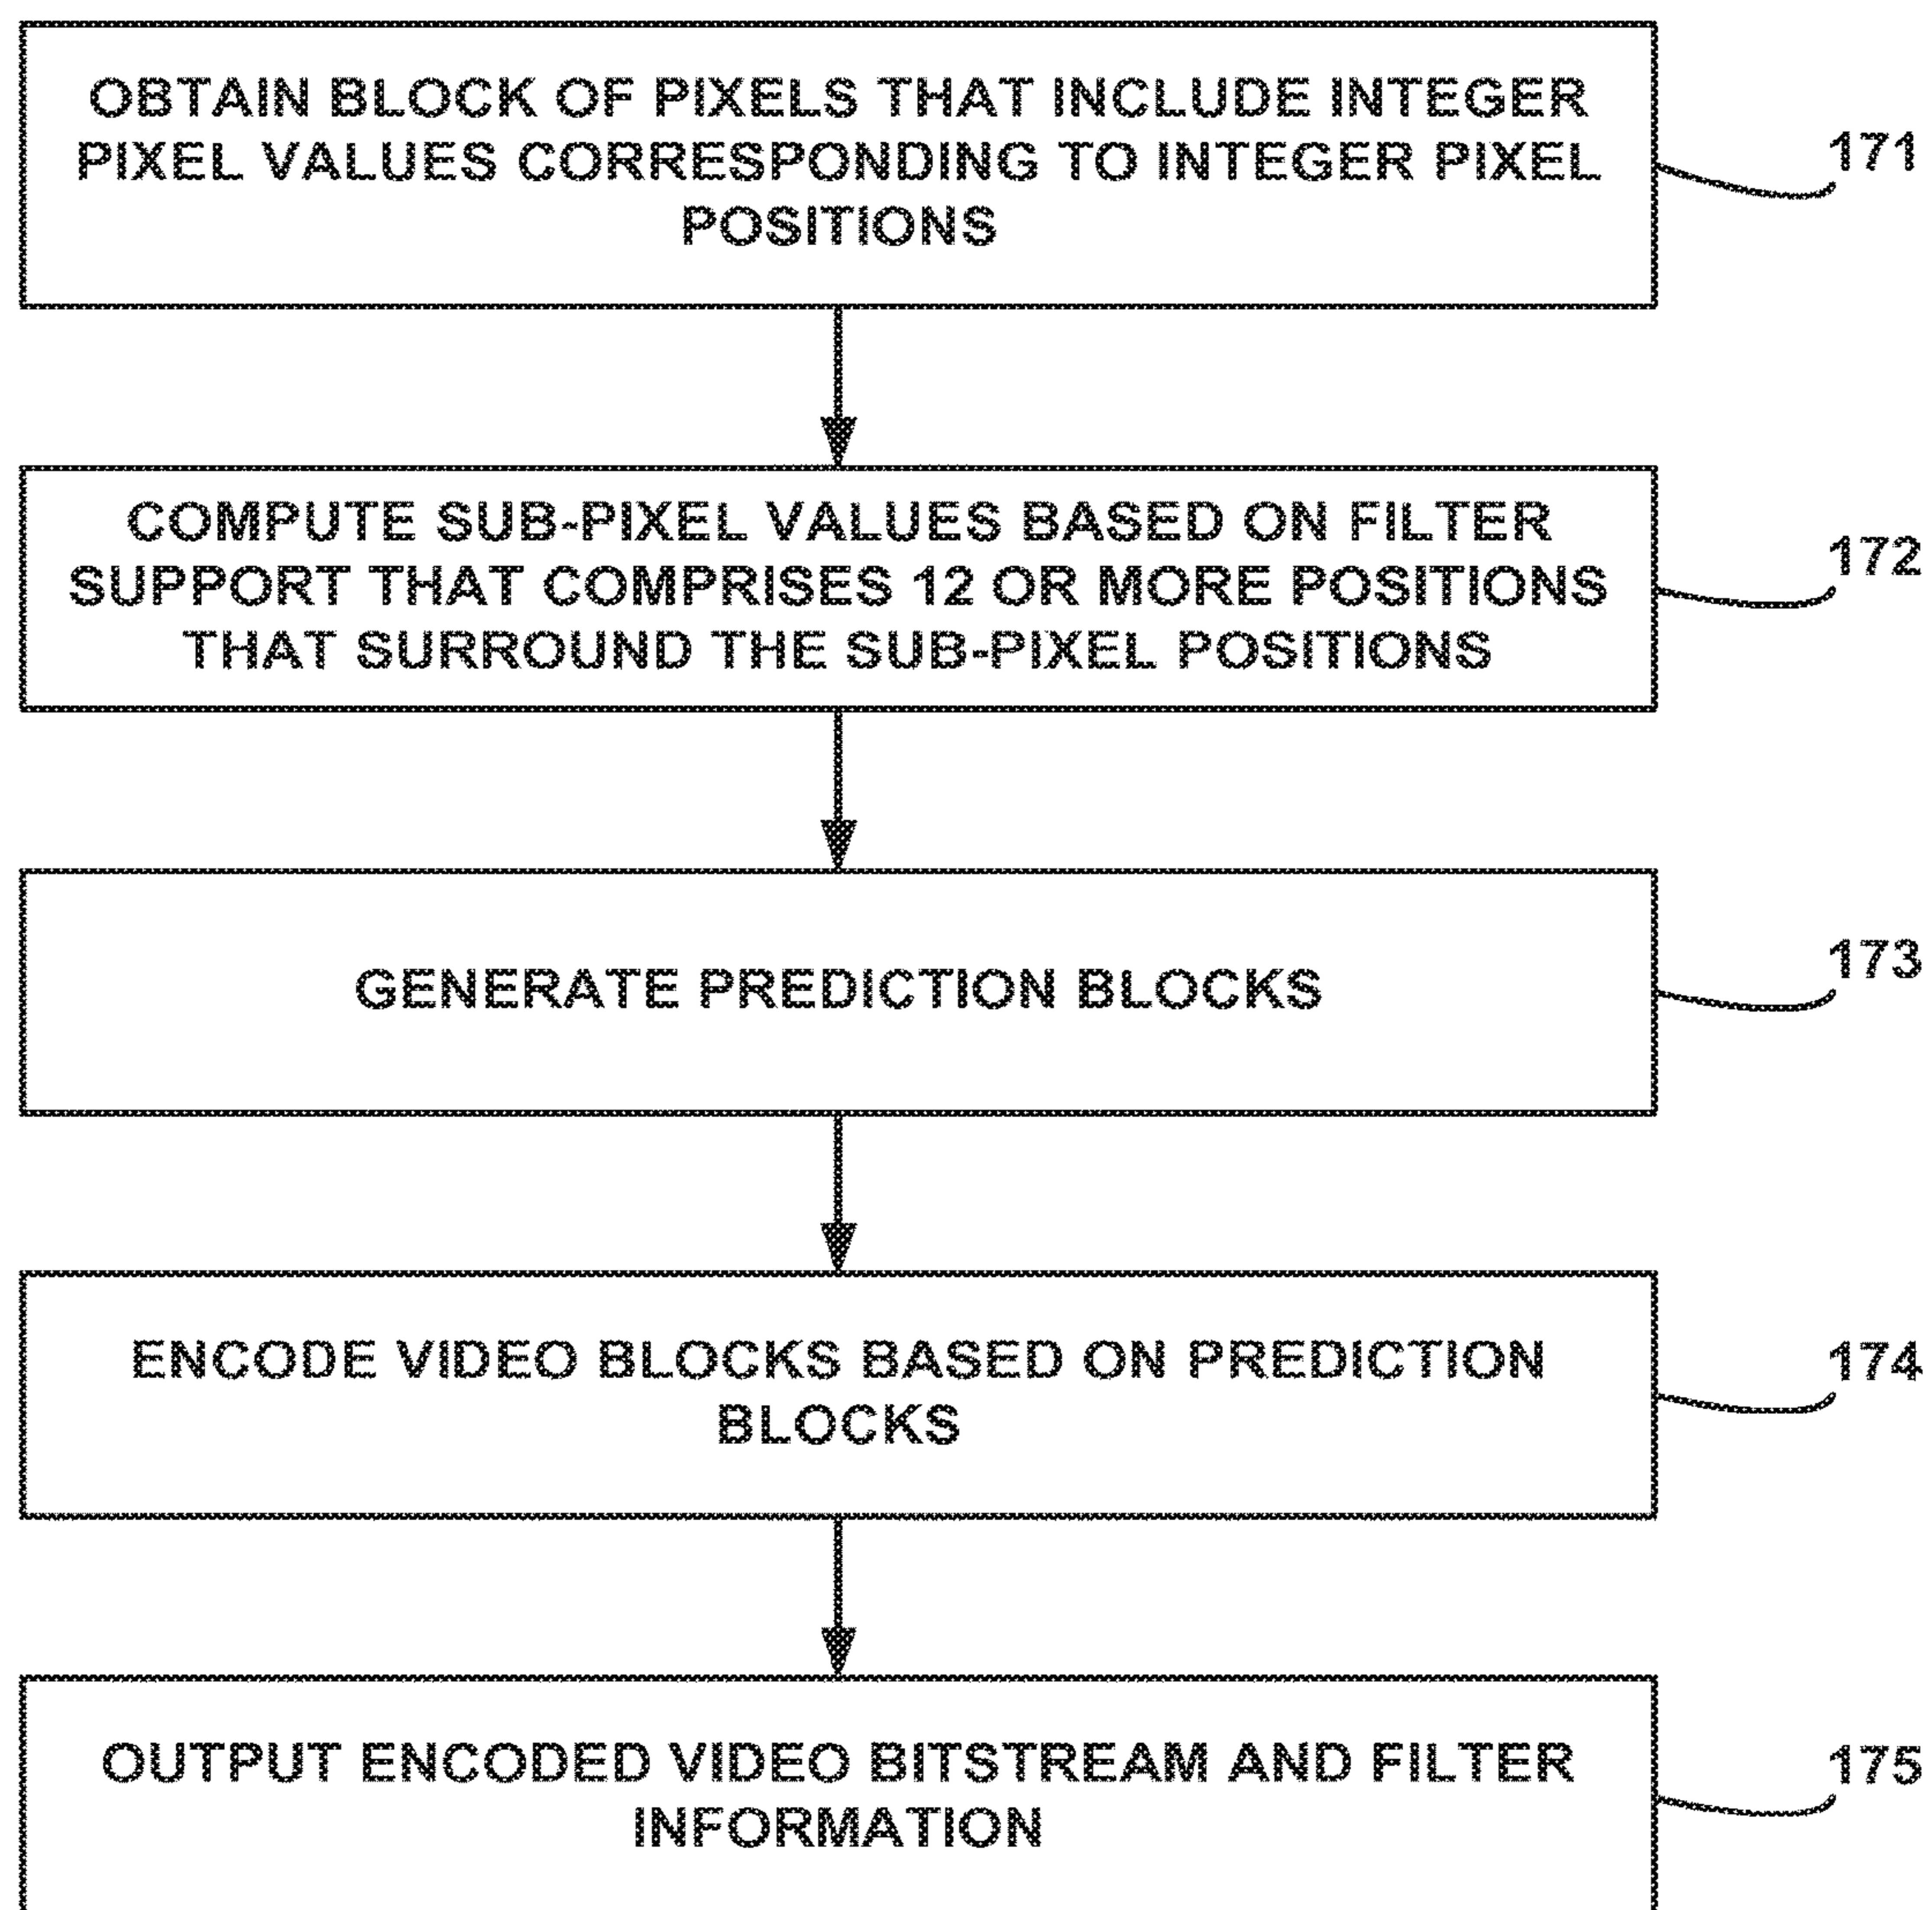 OBTAIN BLOCK OF PIXELS THAT INCLUDE INTEGER
PIXEL VALUES CORRESPONDING TO INTEGER PIXEL
POSITIONS
171
COMPUTE SUB-PIXEL VALUES BASED ON FILTER
SUPPORT THAT COMPRISES 12 OR MORE POSITIONS
THAT SURROUND THE SUB-PIXEL POSITIONS
172
GENERATE PREDICTION BLOCKS
173
ENCODE VIDEO BLOCKS BASED ON PREDICTION
BLOCKS
174
OUTPUT ENCODED VIDEO BITSTREAM AND FILTER
INFORMATION
175